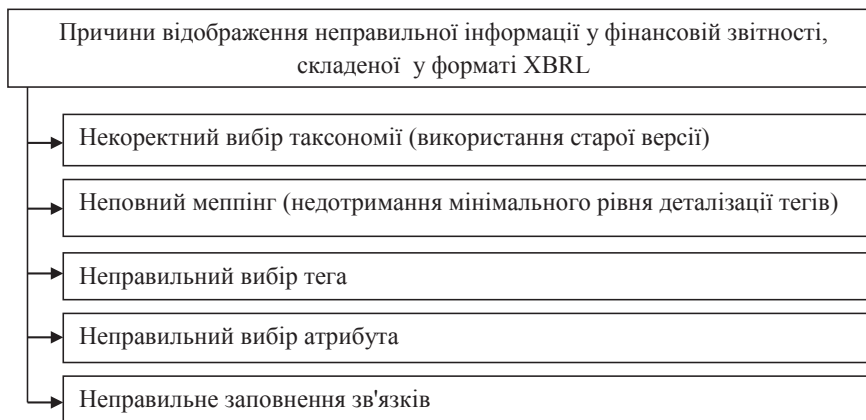 Причини відображення неправильної інформації у фінансовій звітності,
складеної у форматі XBRL
Некоректний вибір таксономії (використання старої версії)
Неповний меппінг (недотримання мінімального рівня деталізації тегів)
Неправильний вибір тега
Неправильний вибір атрибута
Неправильне заповнення зв'язків